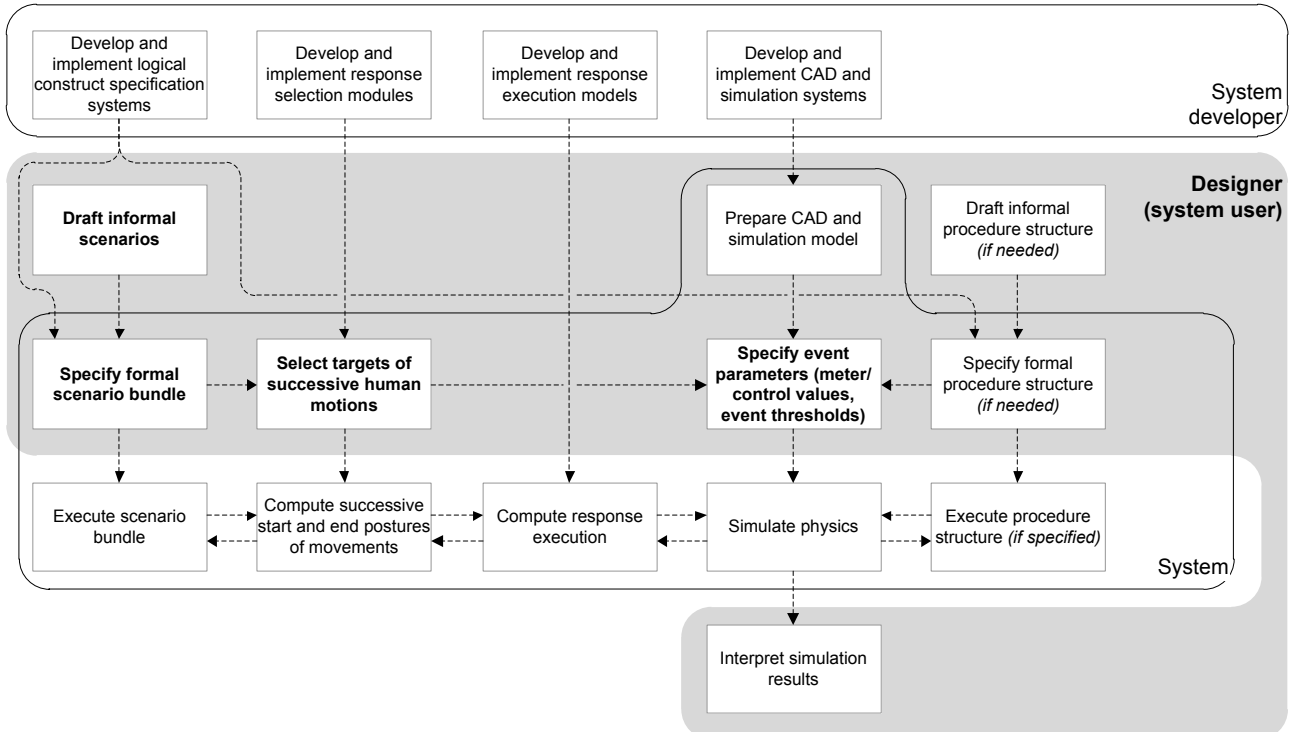 Develop and
implement logical
construct specification
systems
Develop and
implement response
selection modules
Develop and
implement response
execution models
Develop and
implement CAD and
simulation systems
System
developer
Draft informal
scenarios
Prepare CAD and
simulation model
Draft informal
procedure structure
(if needed)
Designer
(system user)
Specify formal
scenario bundle
Select targets of
successive human
motions
Specify event
parameters (meter/
control values,
event thresholds)
Specify formal
procedure structure
(if needed)
Execute scenario
bundle
Compute successive
start and end postures
of movements
Compute response
execution
Simulate physics
Execute procedure
structure (if specified)
System
Interpret simulation
results